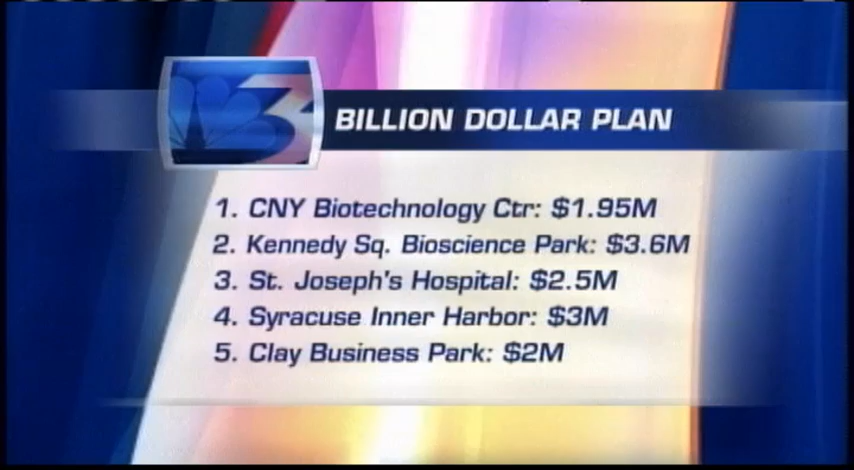 3
BILLION DOLLAR PLAN
1. CNY Biotechnology Ctr: $1.95M
2. Kennedy Sq. Bioscience Park: $3.6M
3. St. Joseph's Hospital: $2.5M
4. Syracuse Inner Harbor: $3M
5. Clay Business Park: $2M